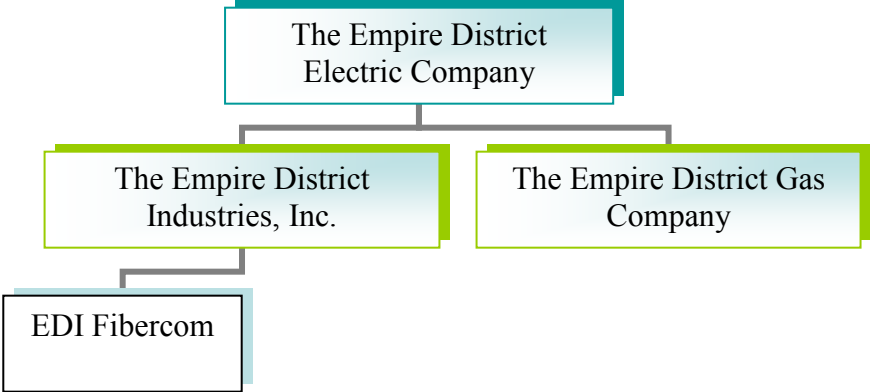 The Empire District
Electric Company
The Empire District
Industries, Inc.
The Empire District Gas
Company
EDI Fibercom